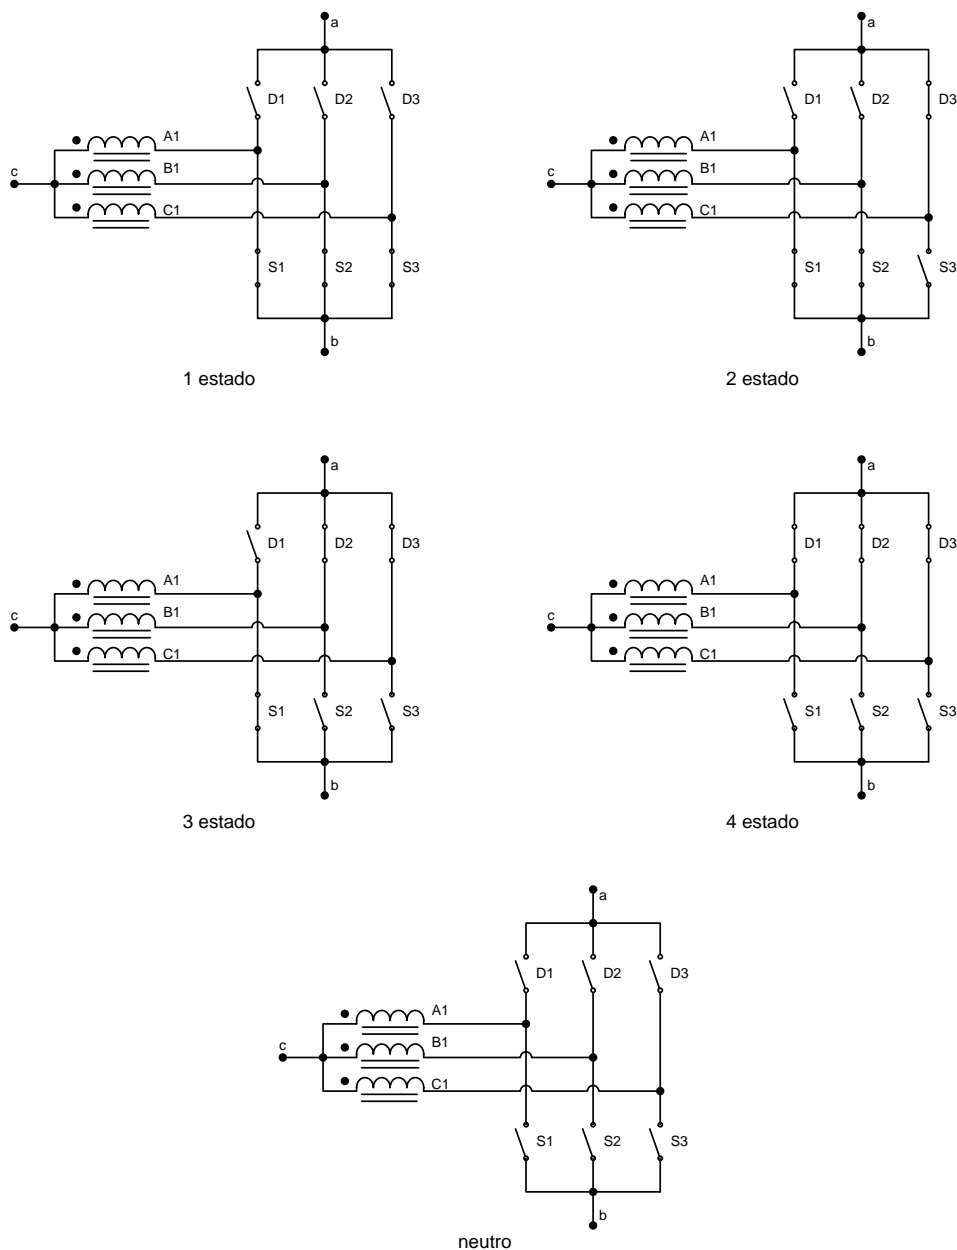 a
D1 D2 D3
A1
B1
c
C1
S1 S2 S3
b
1 estado
a
D1 D2 D3
A1
B1
c
C1
S1 S2 S3
b
2 estado
a
D1 D2 D3
A1
B1
c
C1
S1 S2 S3
b
3 estado
a
D1 D2 D3
A1
B1
c
C1
S1 S2 S3
b
4 estado
a
D1 D2 D3
A1
B1
c
C1
S1 S2 S3
b
neutro